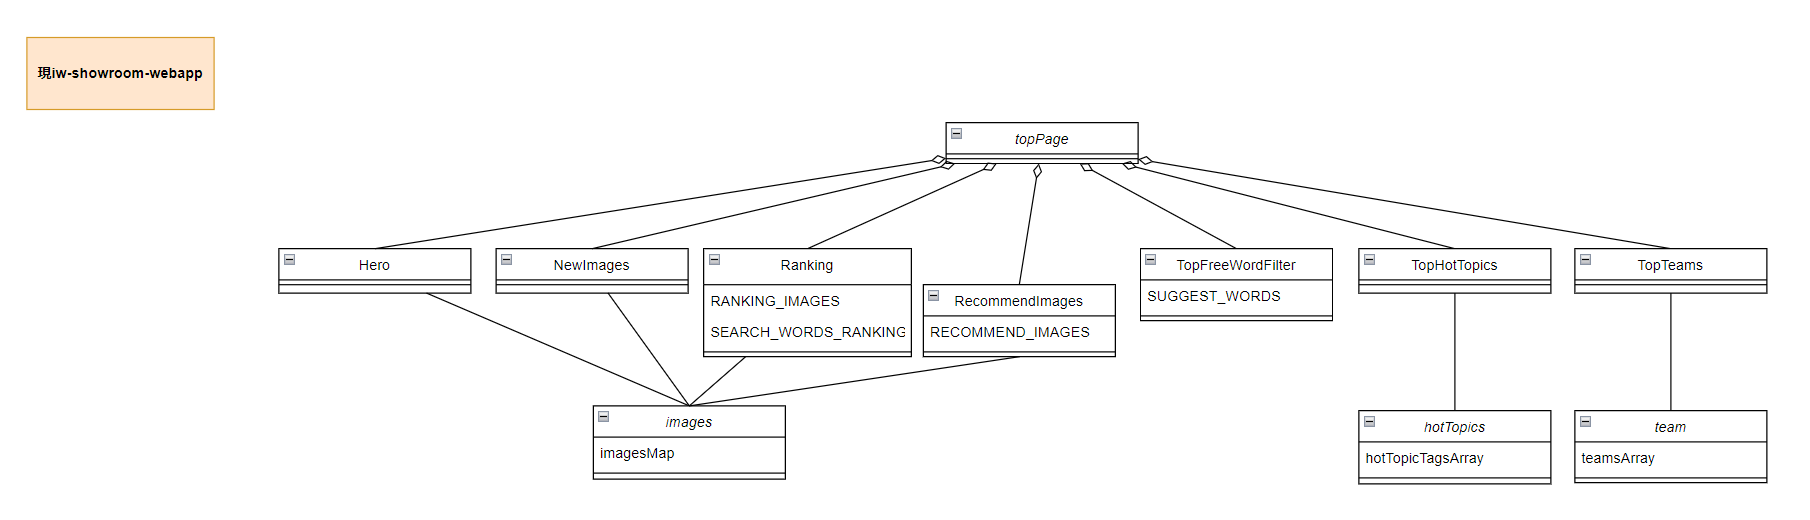 現iw-showroom-webapp
topPage
Hero
NewImages
Ranking
RANKING_IMAGES
SEARCH_WORDS_RANKING
RecommendImages
RECOMMEND_IMAGES
TopFreeWordFilter
SUGGEST_WORDS
TopHotTopics
TopTeams
images
imagesMap
hotTopics
hotTopicTagsArray
team
teamsArray